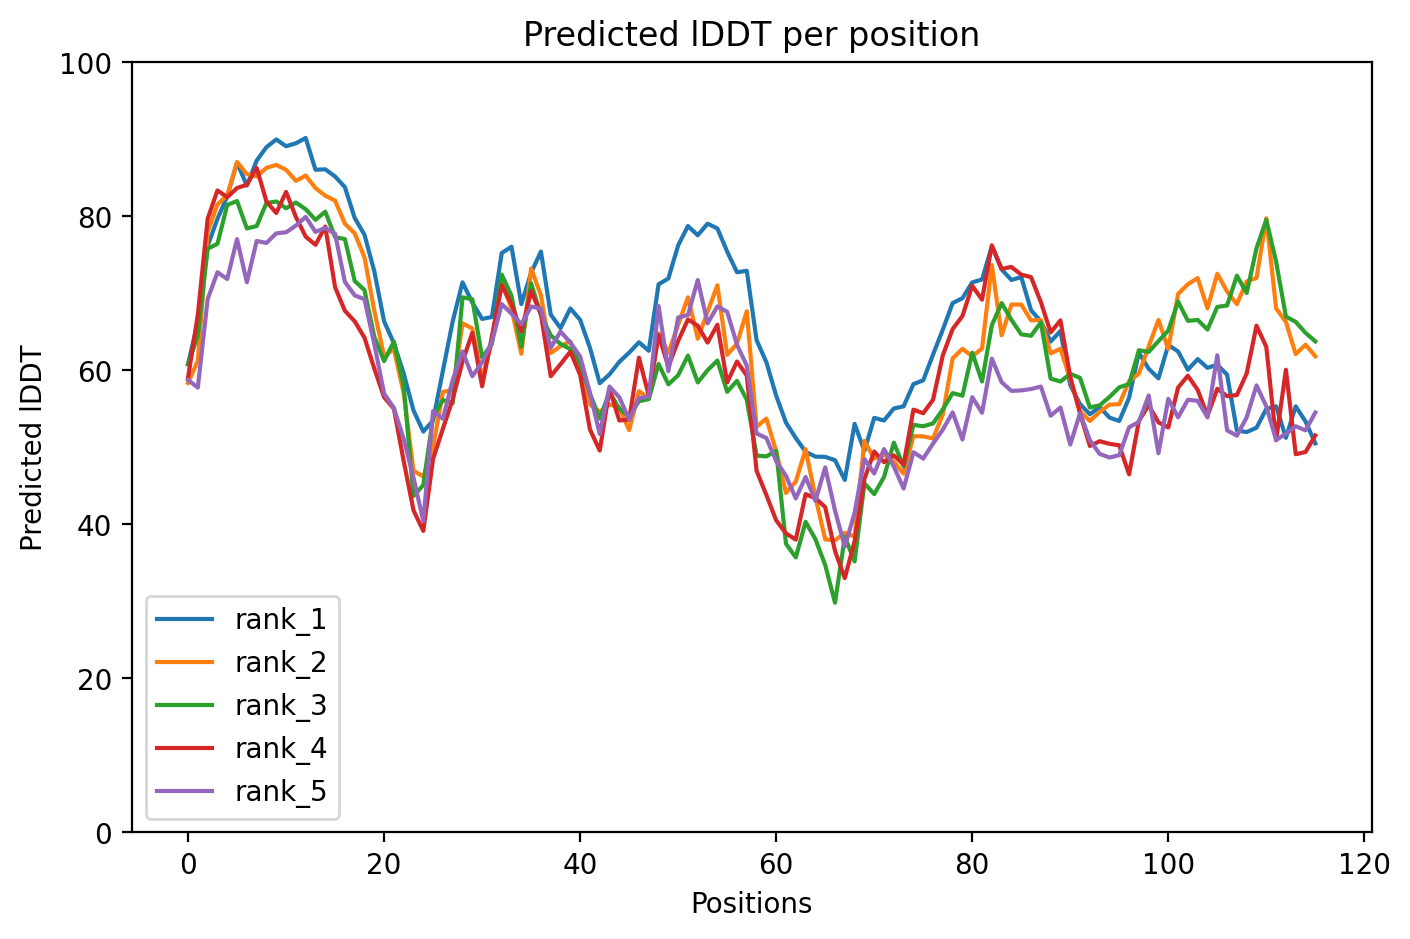 Predicted lDDT per position
100
80
60
40
20
0
Predicted lDDT
rank_1
rank_2
rank_3
rank_4
rank_5
0 20 40 60 80 100 120
Positions